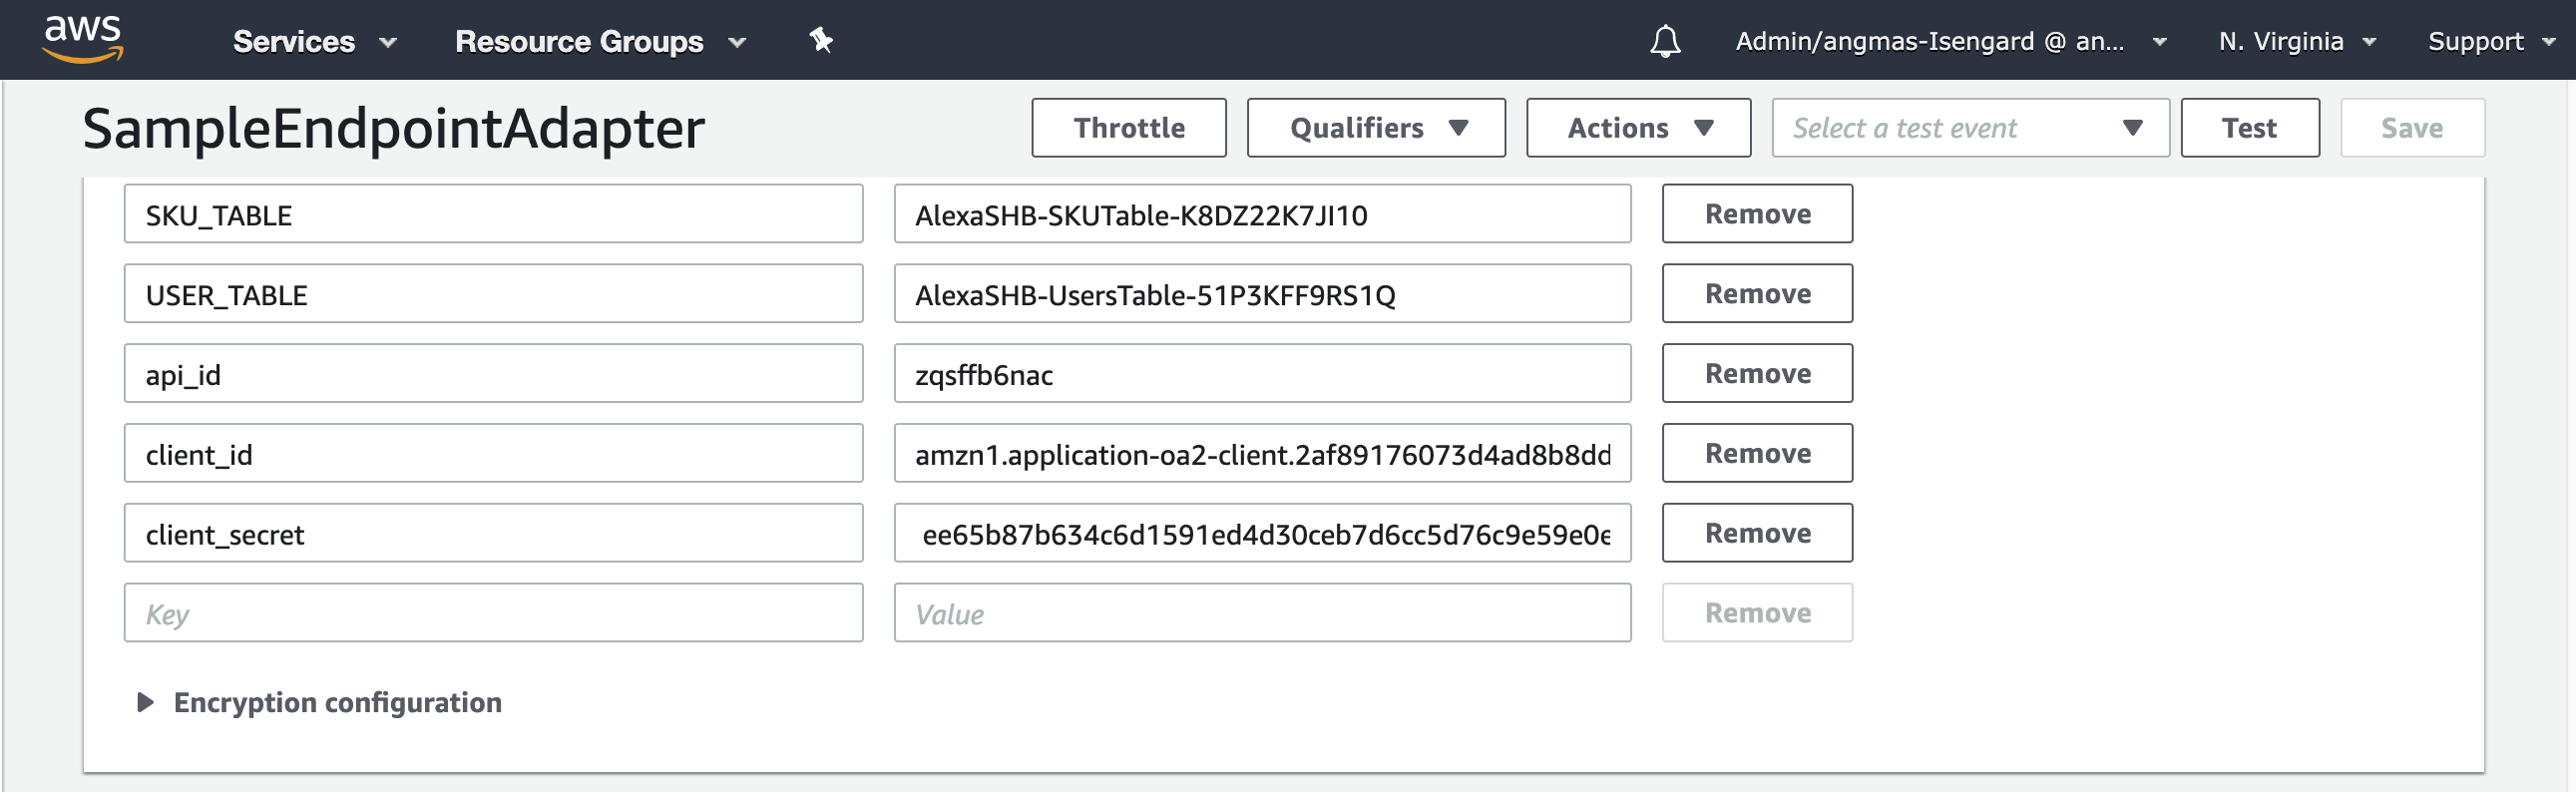 aws Services Resource Groups Admin/angmas-Isengard @ an... N. Virginia Support
SampleEndpointAdapter Throttle Qualifiers Actions Select a test event Test Save
SKU_TABLE AlexaSHB-SKUTable-K8DZ22K7JI10 Remove
USER_TABLE AlexaSHB-UsersTable-51P3KFF9RS1Q Remove
api_id zqsffb6nac Remove
client_id amzn1.application-oa2-client.2af89176073d4ad8b8dd Remove
client_secret ee65b87b634c6d1591ed4d30ceb7d6cc5d76c9e59e0e Remove
Key Value Remove
Encryption configuration